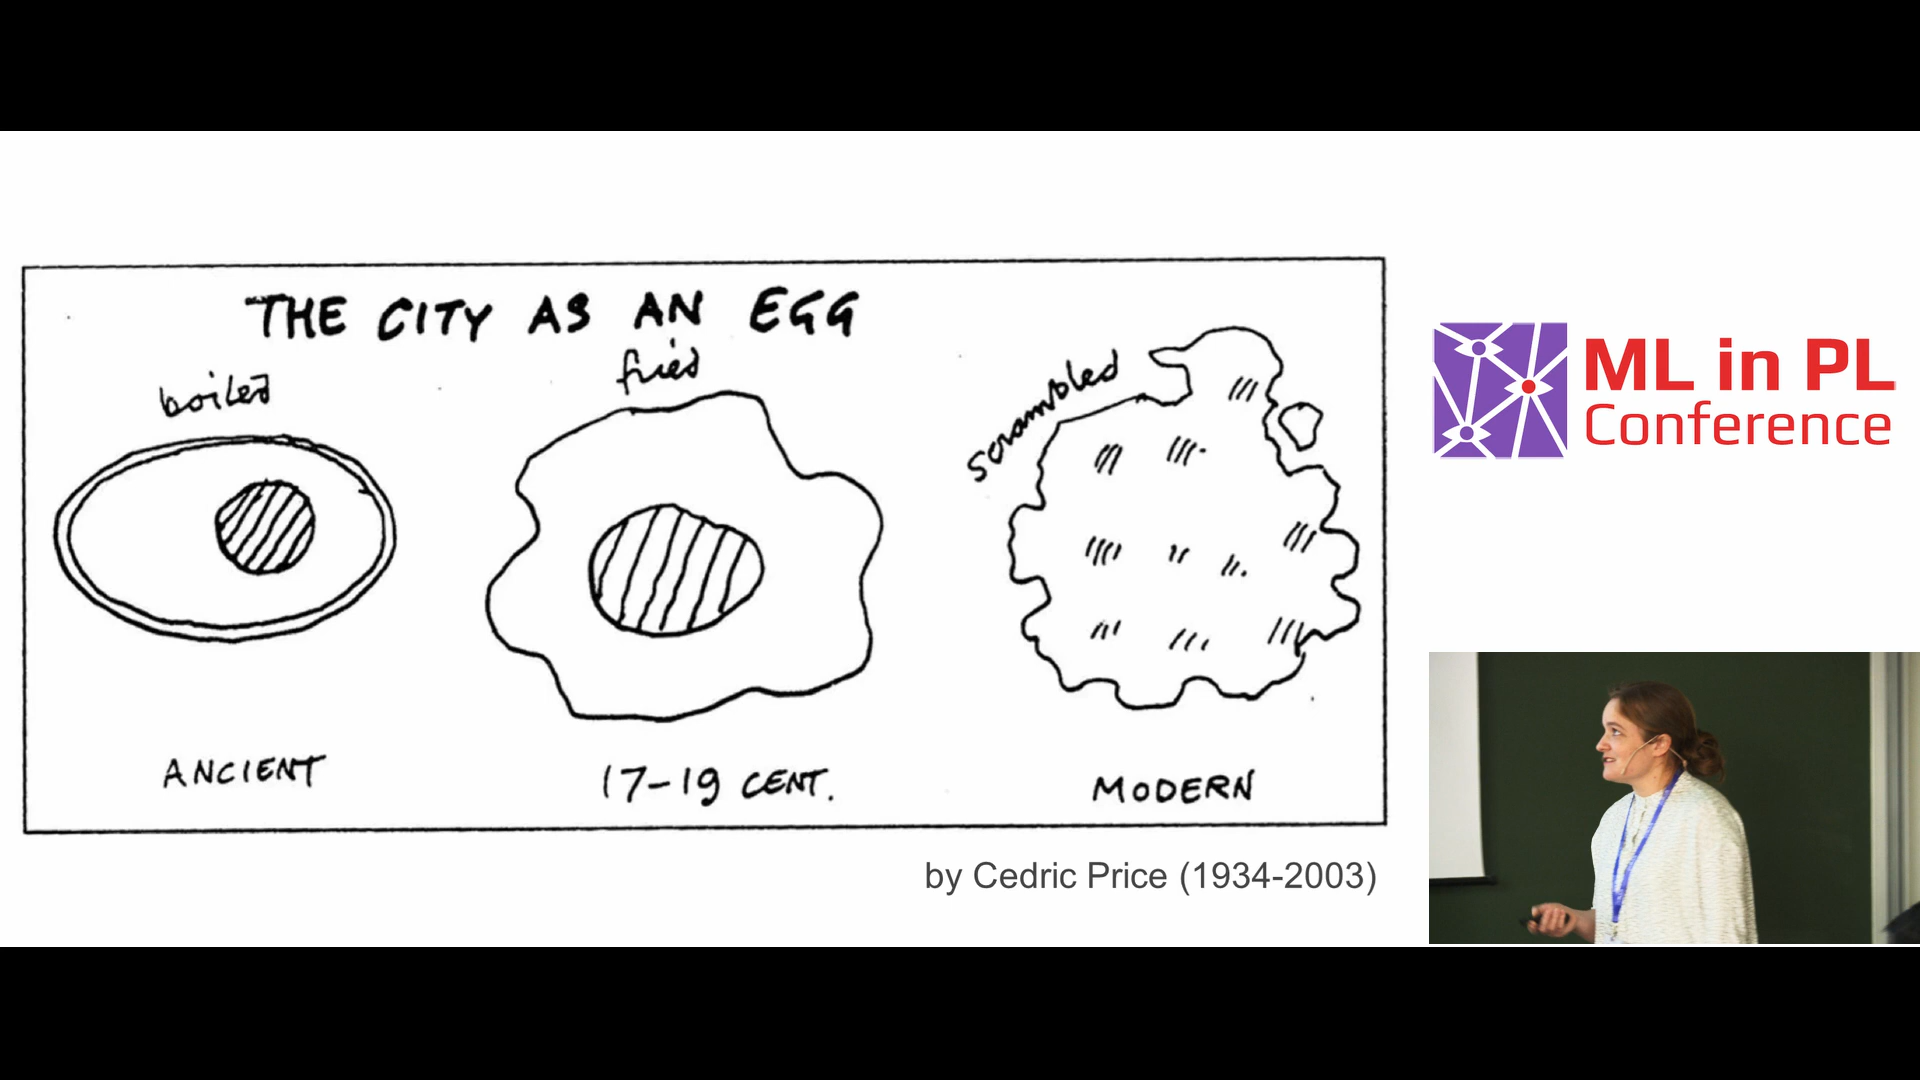 THE CITY AS AN EGG
boiled
fried
scrambled
ANCIENT
17-19 CENT.
MODERN
by Cedric Price (1934-2003)
ML in PL
Conference